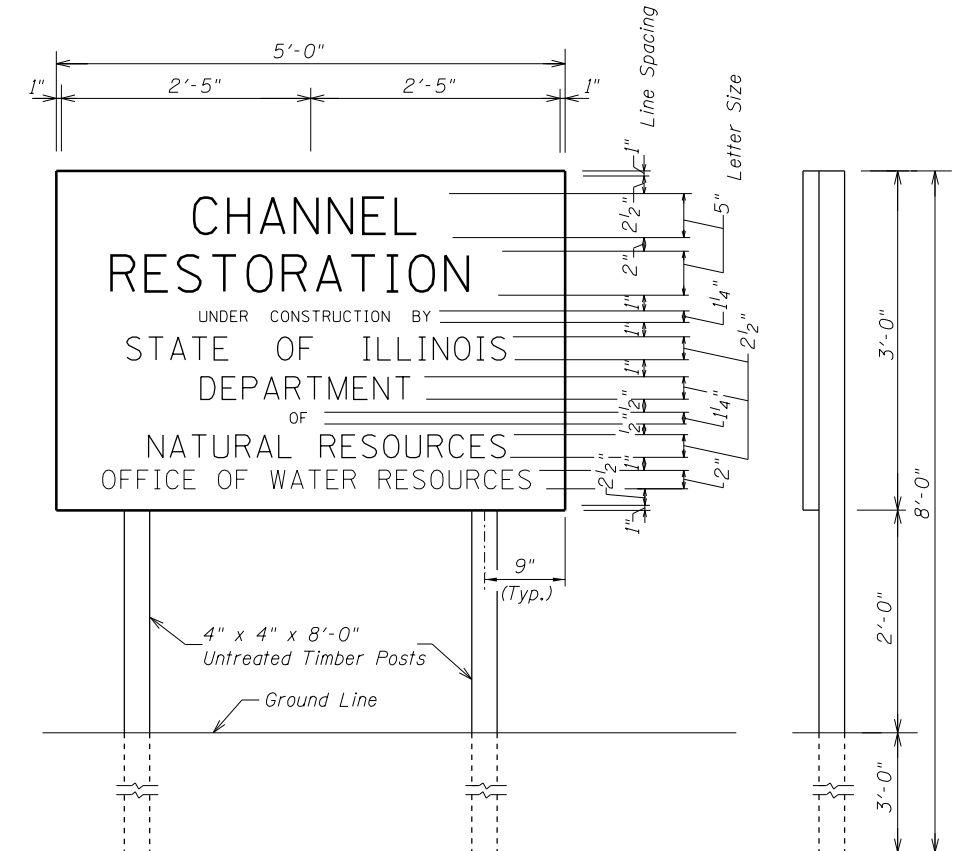 5'-0"
1" 2'-5" 2'-5" 1"
Line Spacing
Letter Size
CHANNEL
RESTORATION
UNDER CONSTRUCTION BY
STATE OF ILLINOIS
DEPARTMENT
OF
NATURAL RESOURCES
OFFICE OF WATER RESOURCES
1"
2½"
2"
1"
1"
1"
½"
½"
1"
2½"
1"
5"
1¼"
2½"
1¼"
2"
3'-0"
8'-0"
2'-0"
3'-0"
9"
(Typ.)
4" x 4" x 8'-0"
Untreated Timber Posts
Ground Line